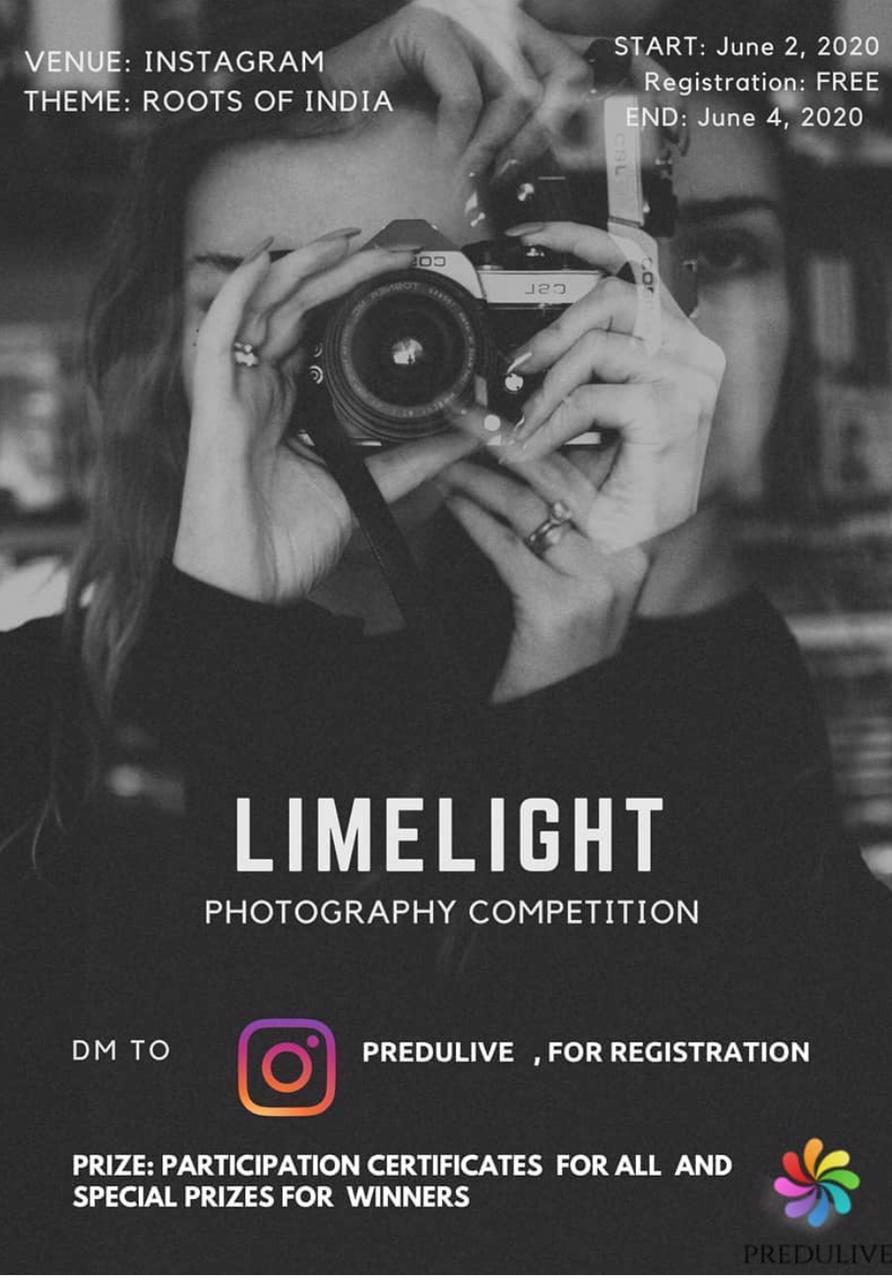 VENUE: INSTAGRAM
THEME: ROOTS OF INDIA
START: June 2, 2020
Registration: FREE
END: June 4, 2020
LIMELIGHT
PHOTOGRAPHY COMPETITION
DM TO PREDULIVE , FOR REGISTRATION
PRIZE: PARTICIPATION CERTIFICATES FOR ALL AND
SPECIAL PRIZES FOR WINNERS
PREDULIVE